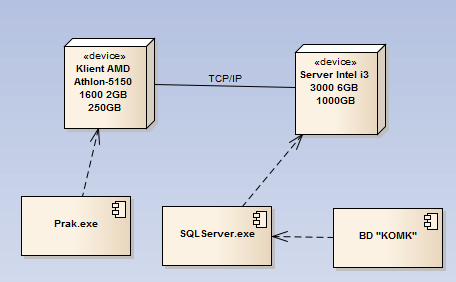 «device»
Klient AMD
Athlon-5150
1600 2GB
250GB
TCP/IP
«device»
Server Intel i3
3000 6GB
1000GB
Prak.exe
SQLServer.exe
BD "KOMK"